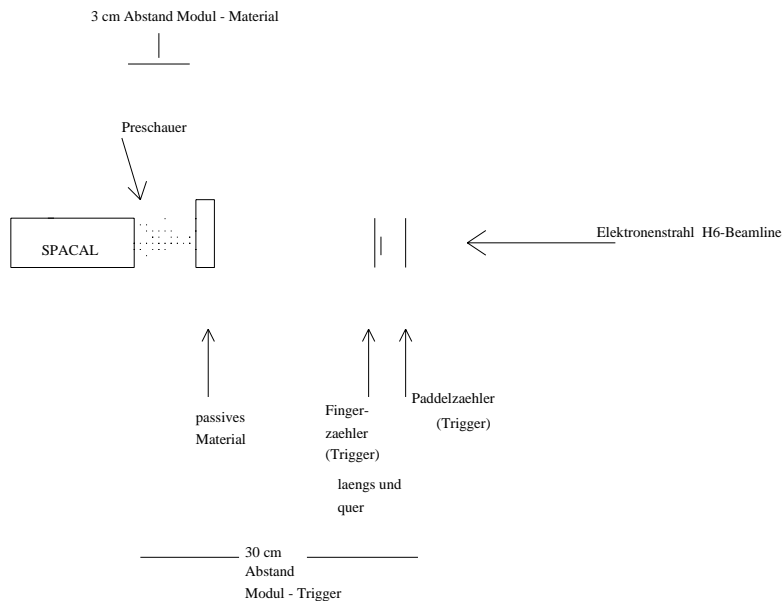 3 cm Abstand Modul - Material
Preschauer
SPACAL
Elektronenstrahl H6-Beamline
passives
Material
Finger-
zaehler
(Trigger)
laengs und
quer
Paddelzaehler
(Trigger)
30 cm
Abstand
Modul - Trigger